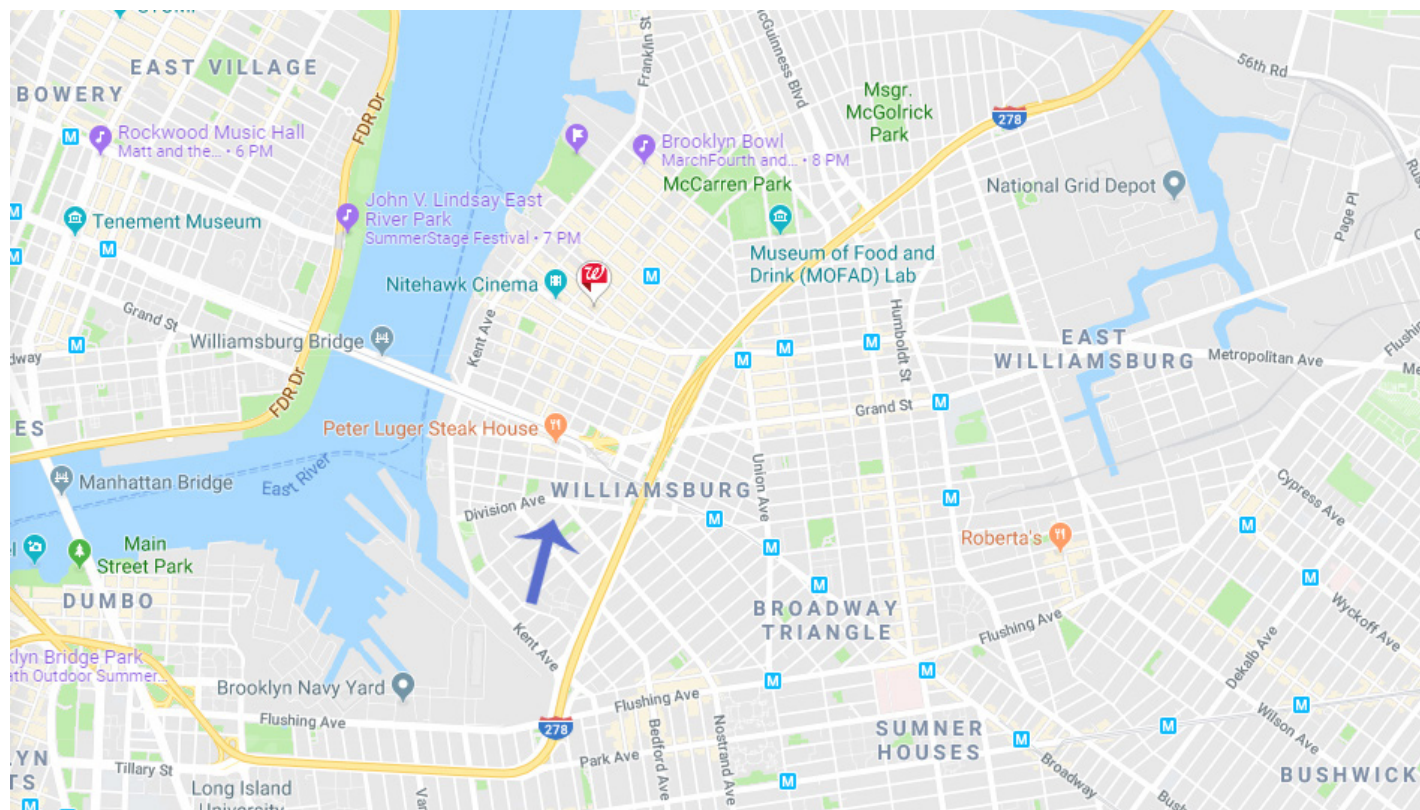 EAST VILLAGE
BOWERY
Rockwood Music Hall
Matt and the... • 6 PM
FDR Dr
Tenement Museum
John V. Lindsay East
River Park
SummerStage Festival • 7 PM
Franklin St
McGuinness Blvd
Brooklyn Bowl
MarchFourth and... • 8 PM
McCarren Park
Msgr.
McGolrick
Park
278
56th Rd
National Grid Depot
Page Pl
Museum of Food and
Drink (MOFAD) Lab
Nitehawk Cinema
Grand St
Williamsburg Bridge
Kent Ave
FDR Dr
Humboldt St
EAST
WILLIAMSBURG
Metropolitan Ave
Grand St
Peter Luger Steak House
Manhattan Bridge
East River
Division Ave
WILLIAMSBURG
Union Ave
Cypress Ave
Roberta's
Main
Street Park
DUMBO
BROADWAY
TRIANGLE
Flushing Ave
Wyckoff Ave
Dekalb Ave
Kent Ave
Brooklyn Navy Yard
Flushing Ave
Flushing Ave
278
Bedford Ave
Nostrand Ave
Park Ave
SUMNER
HOUSES
Broadway
Wilson Ave
BUSHWICK
Tillary St
Long Island